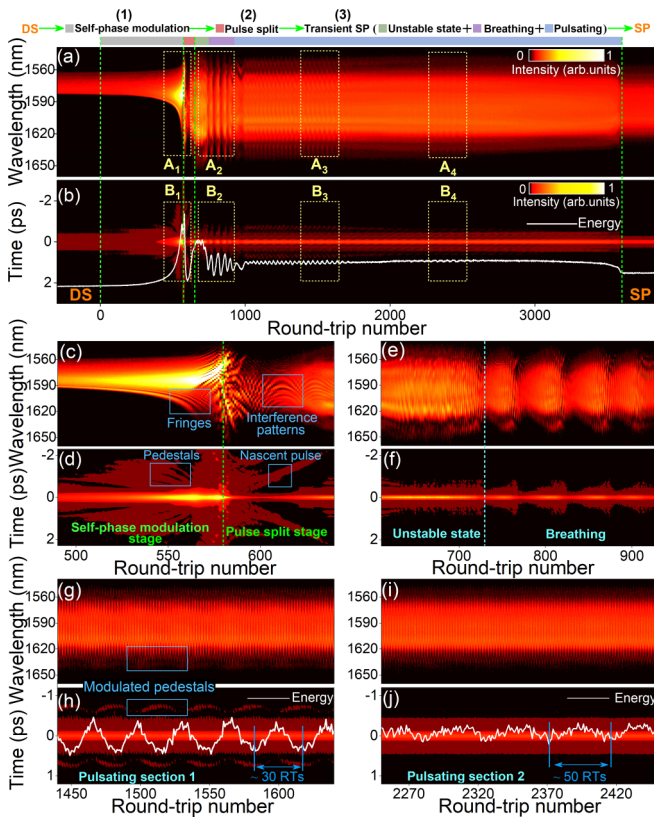 (1) (2) (3)
DS Self-phase modulation Pulse split Transient SP ( Unstable state+ Breathing+ Pulsating) SP
(a)
Wavelength (nm)
1560
1590
1620
1650
0 1
Intensity (arb.units)
A1 A2 A3 A4
(b)
Time (ps)
-2
0
2
B1 B2 B3 B4
0 1
Intensity (arb.units)
Energy
DS SP
0 1000 2000 3000
Round-trip number
(c)
Wavelength (nm)
1560
1590
1620
1650
Fringes
Interference
patterns
(d)
Time (ps)
-2
0
2
Pedestals Nascent pulse
Self-phase modulation
stage
Pulse split stage
500 550 600
Round-trip number
(e)
1560
1590
1620
1650
(f)
-2
0
2
Unstable state Breathing
700 800 900
Round-trip number
(g)
Wavelength (nm)
1560
1590
1620
1650
Modulated pedestals
(h)
Time (ps)
-1
0
1
Energy
Pulsating section 1
~ 30 RTs
1450 1500 1550 1600
Round-trip number
(i)
1560
1590
1620
1650
(j)
-1
0
1
Energy
Pulsating section 2
~ 50 RTs
2270 2320 2370 2420
Round-trip number